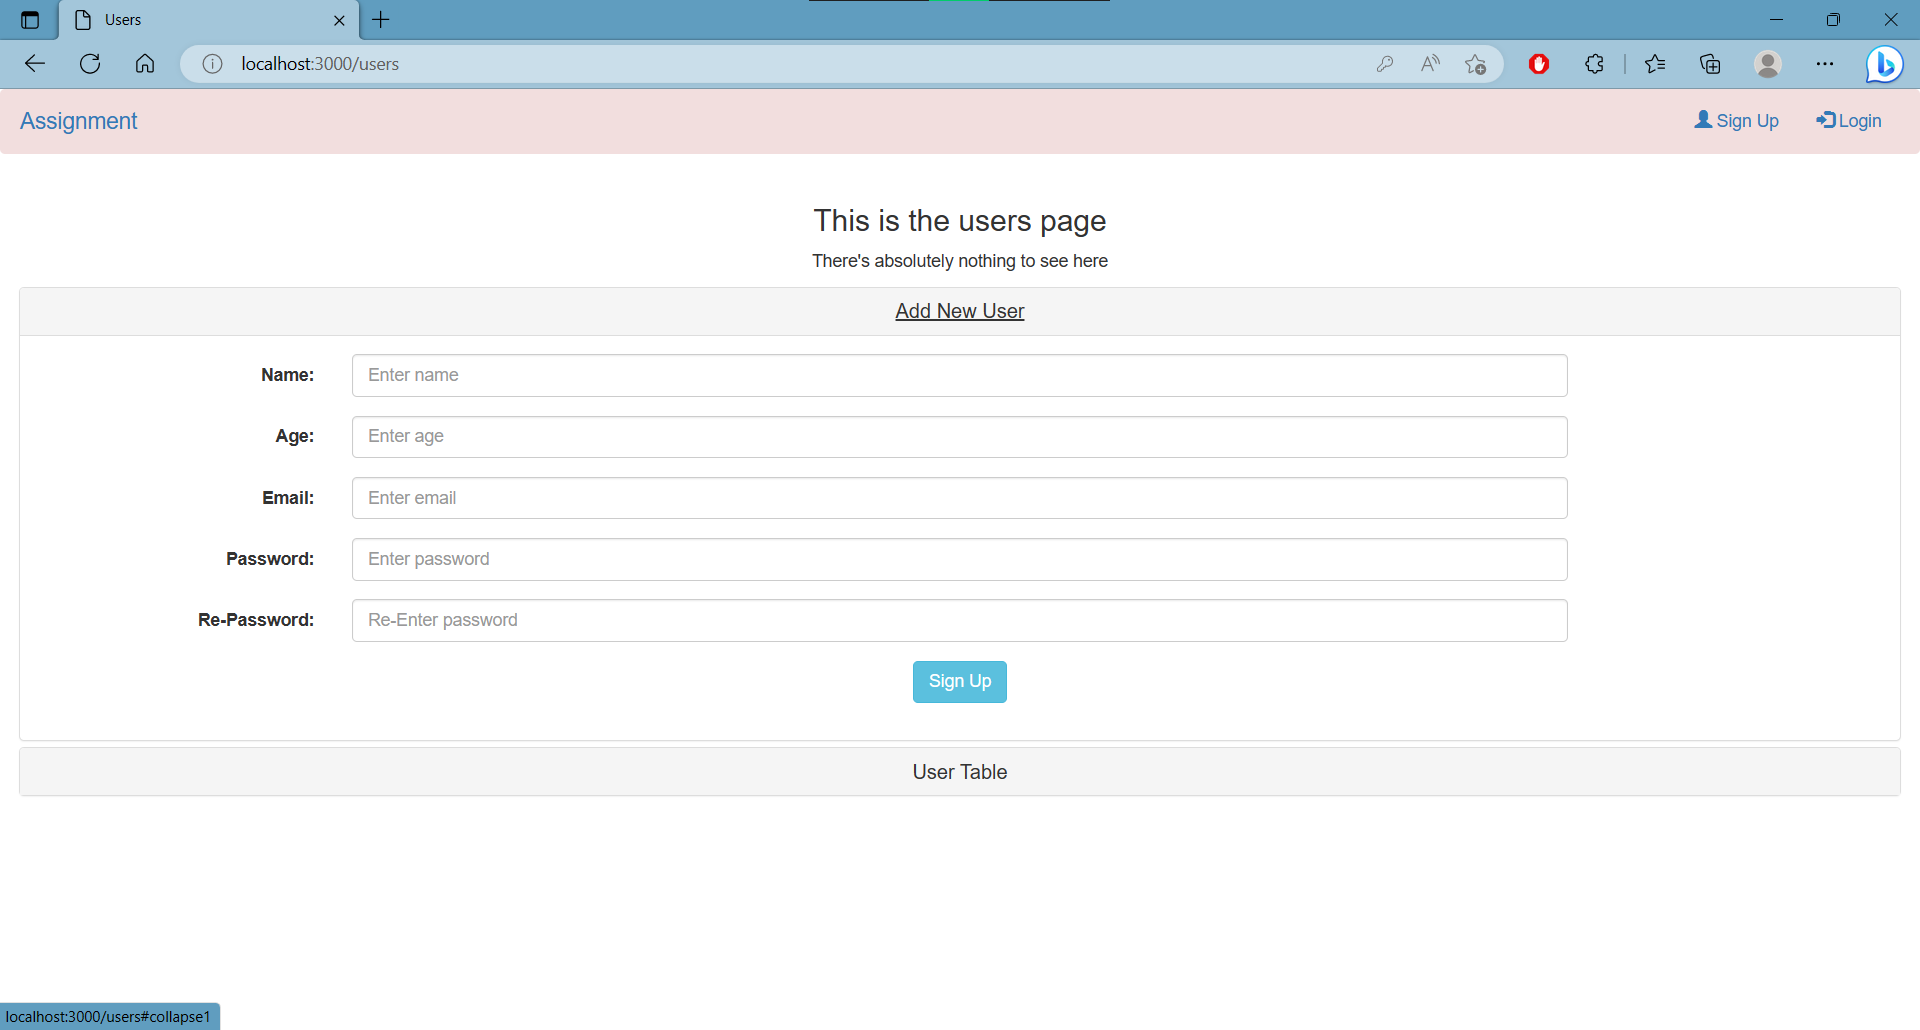 Users
localhost:3000/users
Assignment
Sign Up
Login
This is the users page
There's absolutely nothing to see here
Add New User
Name:
Enter name
Age:
Enter age
Email:
Enter email
Password:
Enter password
Re-Password:
Re-Enter password
Sign Up
User Table
localhost:3000/users#collapse1